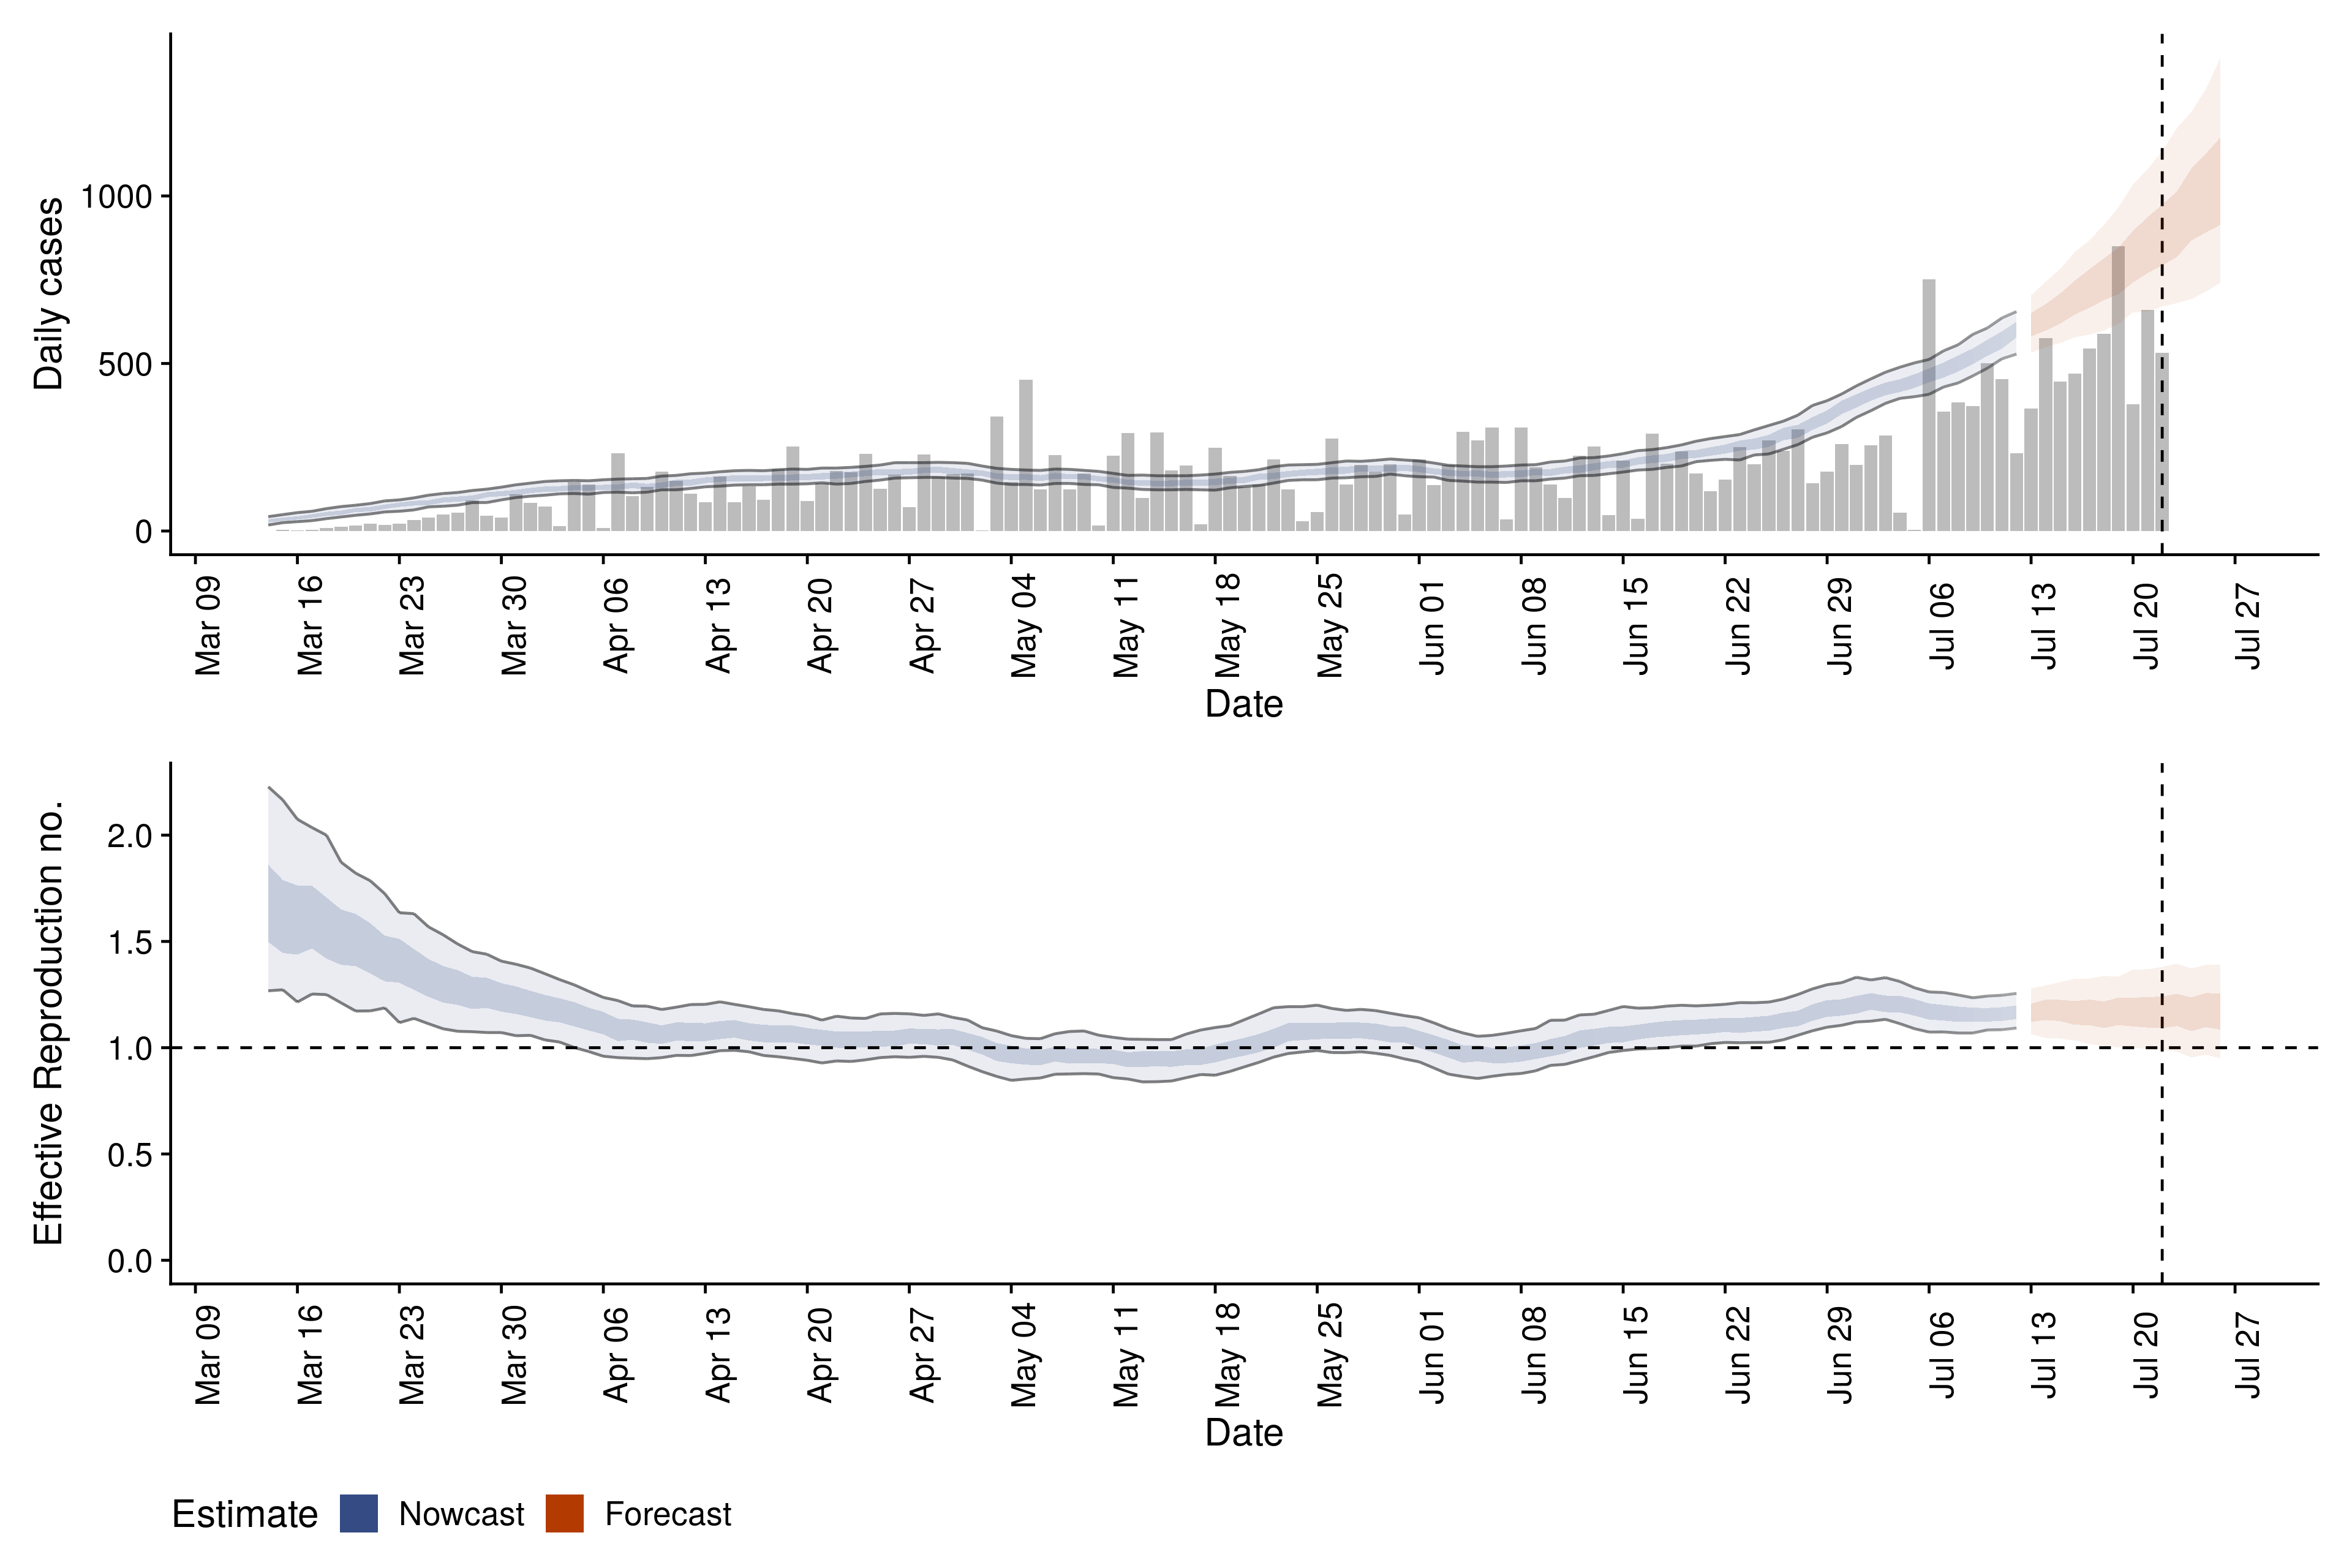 Daily cases
1000
500
0
Mar 09 Mar 16 Mar 23 Mar 30 Apr 06 Apr 13 Apr 20 Apr 27 May 04 May 11 May 18 May 25 Jun 01 Jun 08 Jun 15 Jun 22 Jun 29 Jul 06 Jul 13 Jul 20 Jul 27
Date
Effective Reproduction no.
2.0
1.5
1.0
0.5
0.0
Mar 09 Mar 16 Mar 23 Mar 30 Apr 06 Apr 13 Apr 20 Apr 27 May 04 May 11 May 18 May 25 Jun 01 Jun 08 Jun 15 Jun 22 Jun 29 Jul 06 Jul 13 Jul 20 Jul 27
Date
Estimate Nowcast Forecast